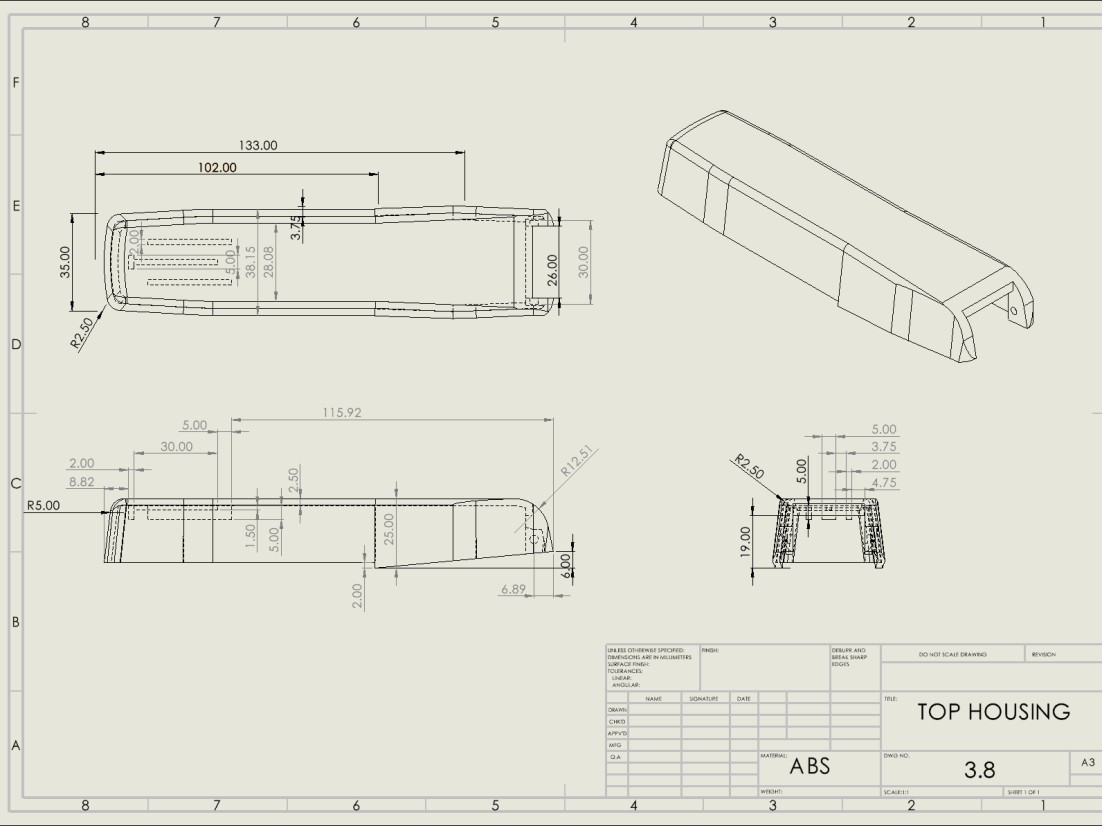 8 7 6 5 4 3 2 1
F
E
D
C
B
A
133.00
102.00
3.75
35.00
2.00
5.00
38.15
28.08
26.00
30.00
R2.50
115.92
5.00
30.00
2.00
8.82
R5.00
2.50
R12.51
1.50
5.00
25.00
2.00
6.00
6.89
5.00
3.75
2.00
4.75
R2.50
5.00
19.00
UNLESS OTHERWISE SPECIFIED:
DIMENSIONS ARE IN MILLIMETERS
SURFACE FINISH:
TOLERANCES:
LINEAR:
ANGULAR:
FINISH:
DEBURR AND
BREAK SHARP
EDGES
DO NOT SCALE DRAWING
REVISION
NAME SIGNATURE DATE
DRAWN
CHK'D
APPV'D
MFG
Q.A
TITLE:
TOP HOUSING
MATERIAL:
ABS
DWG NO.
3.8
A3
WEIGHT:
SCALE:1:1
SHEET 1 OF 1
8 7 6 5 4 3 2 1